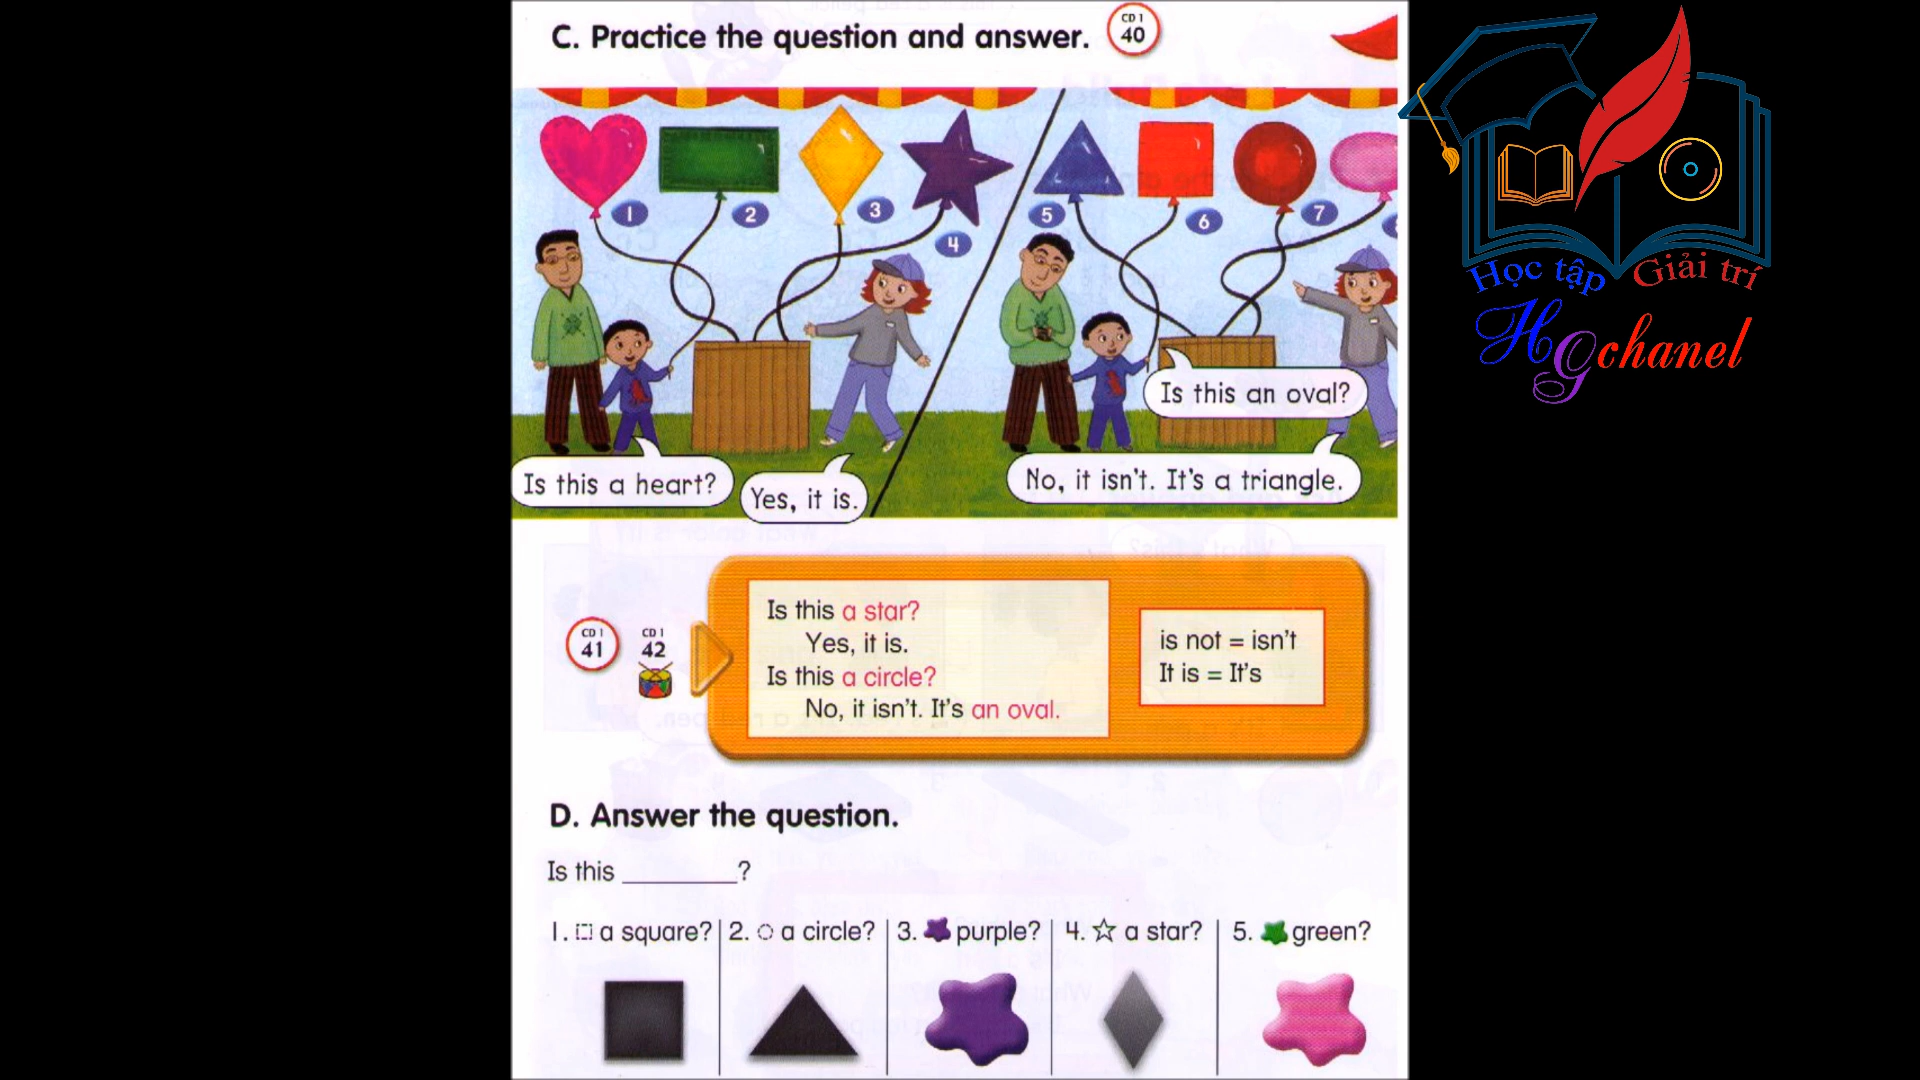 C. Practice the question and answer.
CD 1
40
1
2
3
4
5
6
7
Is this a heart?
Yes, it is.
Is this an oval?
No, it isn't. It's a triangle.
CD 1
41
CD 1
42
Is this a star?
Yes, it is.
Is this a circle?
No, it isn't. It's an oval.
is not = isn't
It is = It's
D. Answer the question.
Is this ________?
1. a square?
2. a circle?
3. purple?
4. a star?
5. green?
Học tập Giải trí
HGchanel